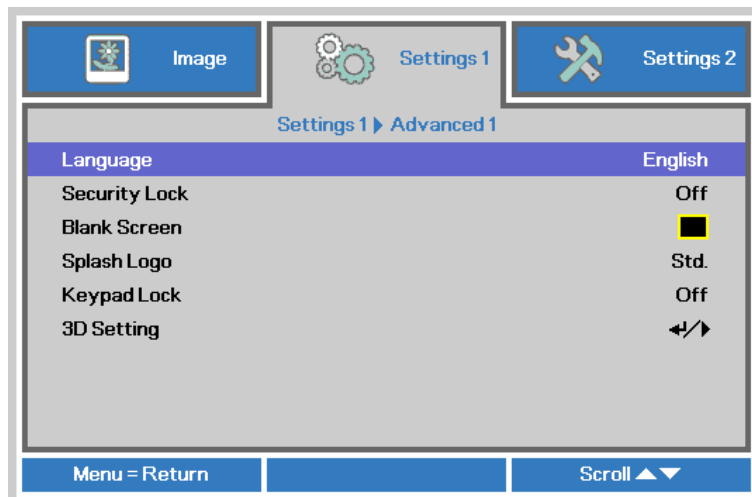 Image Settings 1 Settings 2
Settings 1 Advanced 1
Language English
Security Lock Off
Blank Screen
Splash Logo Std.
Keypad Lock Off
3D Setting
Menu = Return Scroll